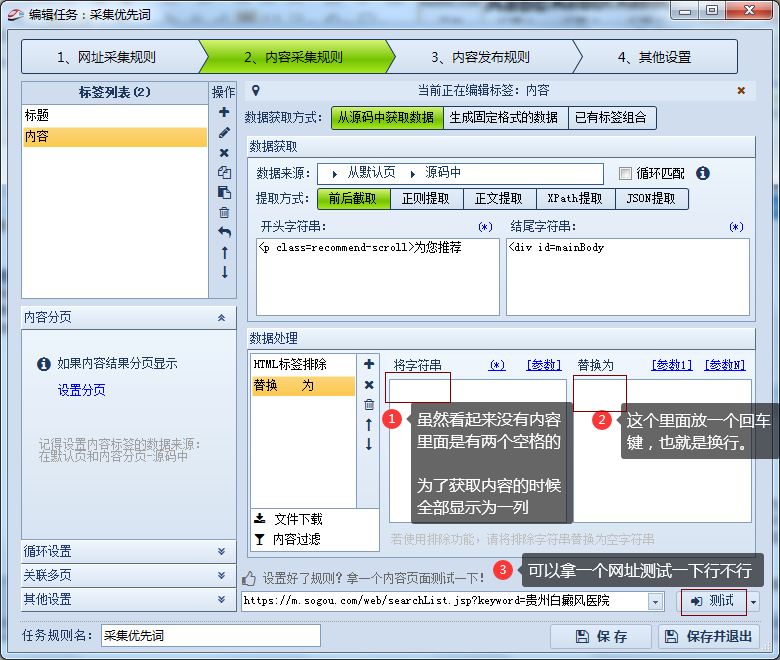 编辑任务：采集优先词
1、网址采集规则
2、内容采集规则
3、内容发布规则
4、其他设置
标签列表(2)
操作
标题
内容
当前正在编辑标签：内容
数据获取方式：
从源码中获取数据
生成固定格式的数据
已有标签组合
数据获取
数据来源：
从默认页
源码中
循环匹配
提取方式：
前后截取
正则提取
正文提取
XPath提取
JSON提取
开头字符串：
(*)
结尾字符串：
(*)
<p class=recommend-scroll>为您推荐
<div id=mainBody
内容分页
如果内容结果分页显示
设置分页
记得设置内容标签的数据来源：
在默认页和内容分页-源码中
循环设置
关联多页
其他设置
数据处理
HTML标签排除
替换 为
文件下载
内容过滤
将字符串
(*)
[参数]
替换为
[参数1]
[参数N]
1
虽然看起来没有内容
里面是有两个空格的
为了获取内容的时候
全部显示为一列
2
这个里面放一个回车
键，也就是换行。
若使用排除功能，请将排除字符串替换为空字符串
3
可以拿一个网址测试一下行不行
设置好了规则？拿一个内容页面测试一下！
https://m.sogou.com/web/searchList.jsp?keyword=贵州白癜风医院
测试
任务规则名：
采集优先词
保存
保存并退出